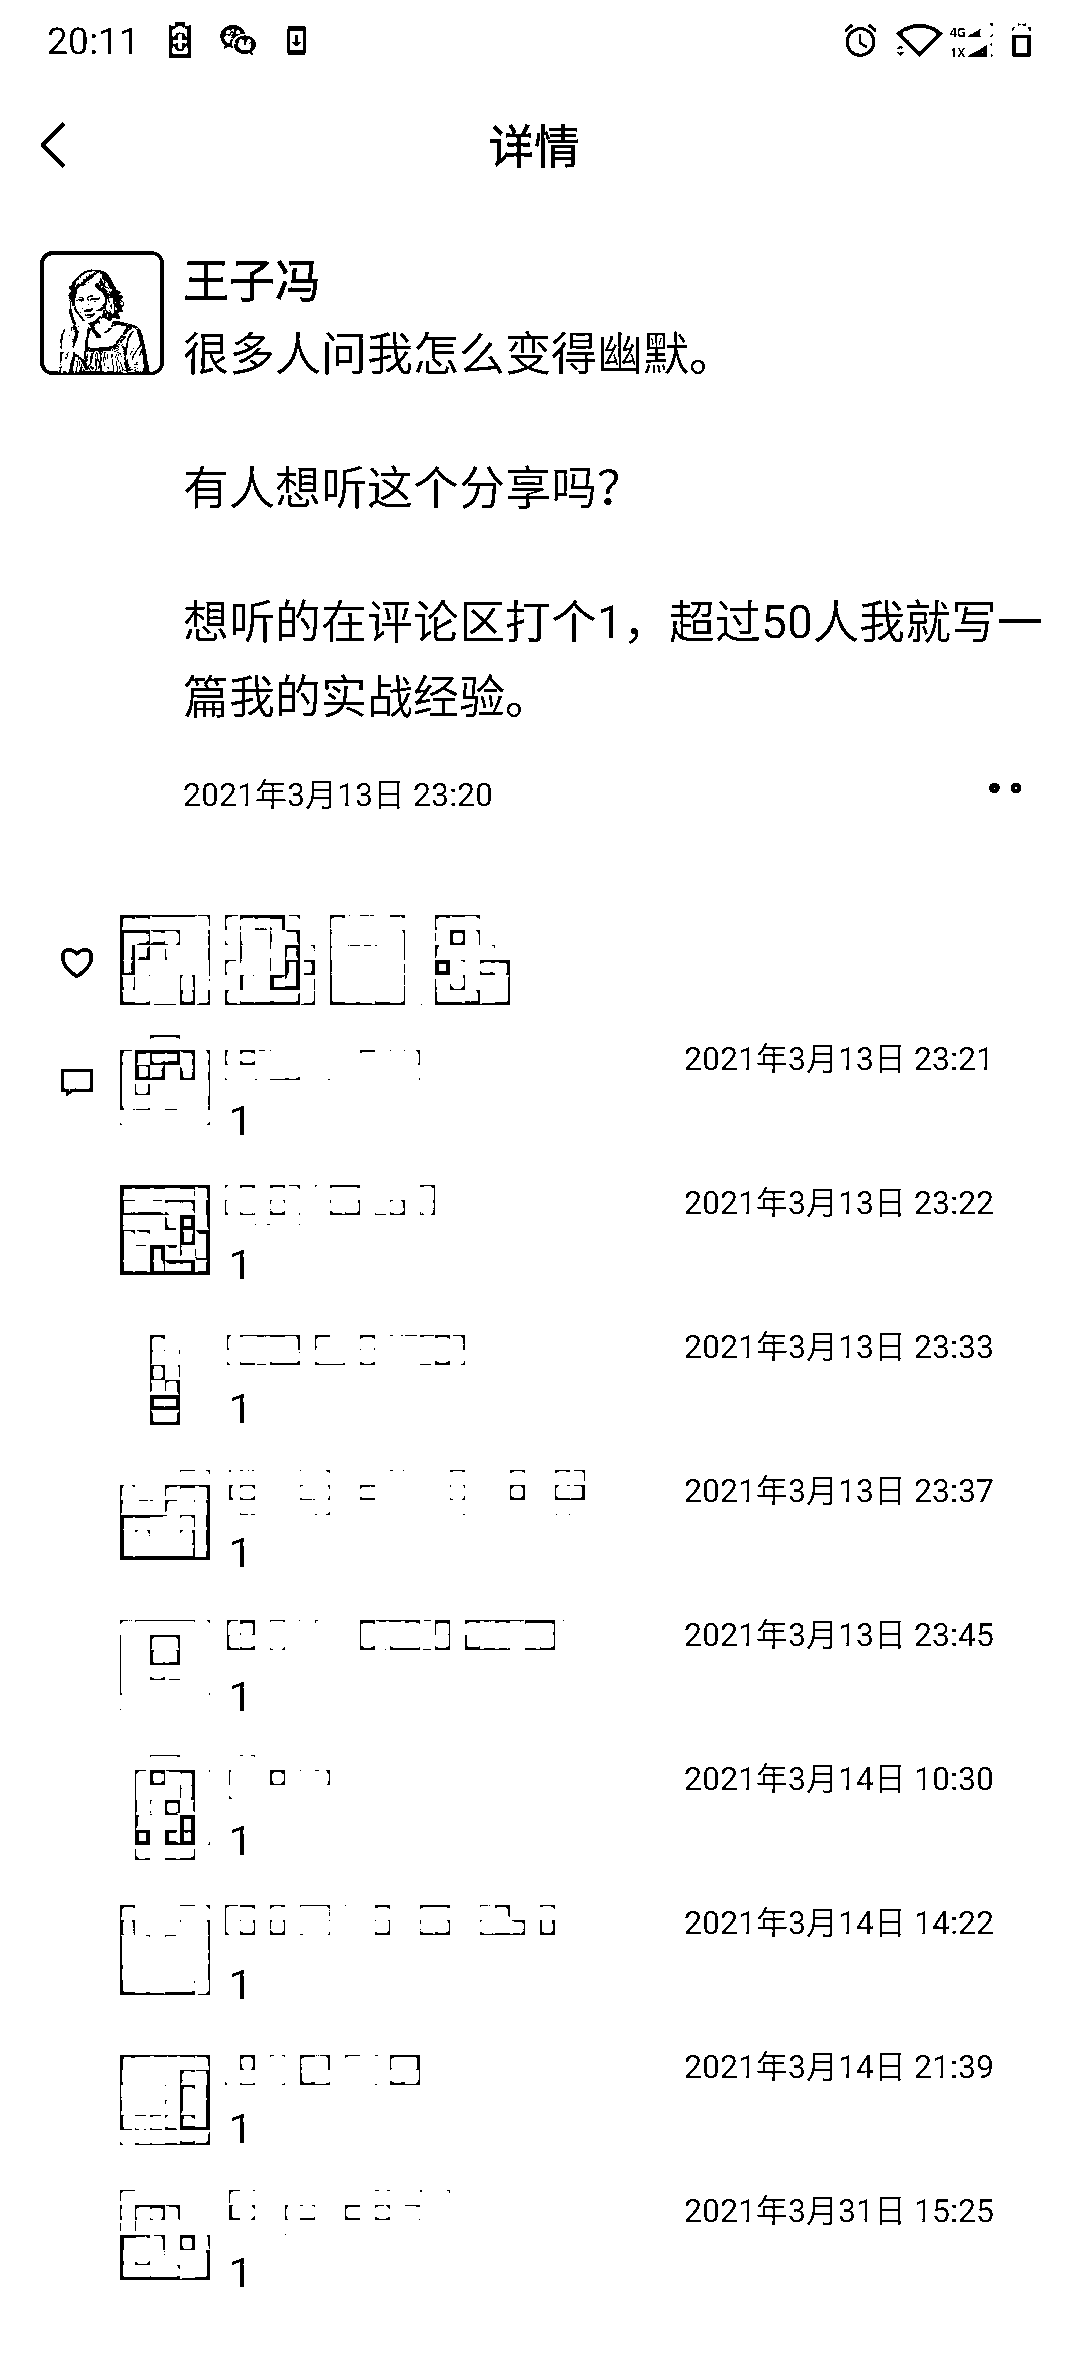 20:11
4G
1X
详情
王子冯
很多人问我怎么变得幽默。
有人想听这个分享吗？
想听的在评论区打个1，超过50人我就写一
篇我的实战经验。
2021年3月13日 23:20
2021年3月13日 23:21
1
2021年3月13日 23:22
1
2021年3月13日 23:33
1
2021年3月13日 23:37
1
2021年3月13日 23:45
1
2021年3月14日 10:30
1
2021年3月14日 14:22
1
2021年3月14日 21:39
1
2021年3月31日 15:25
1